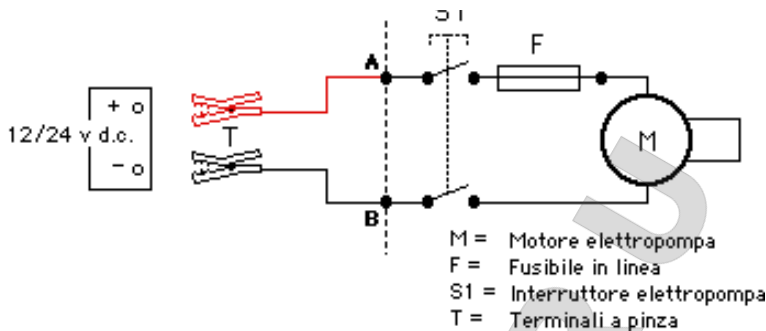 S1
F
A
+
12/24 v d.c.
T
M
-
B
M = Motore elettropompa
F = Fusibile in linea
S1 = Interruttore elettropompa
T = Terminali a pinza